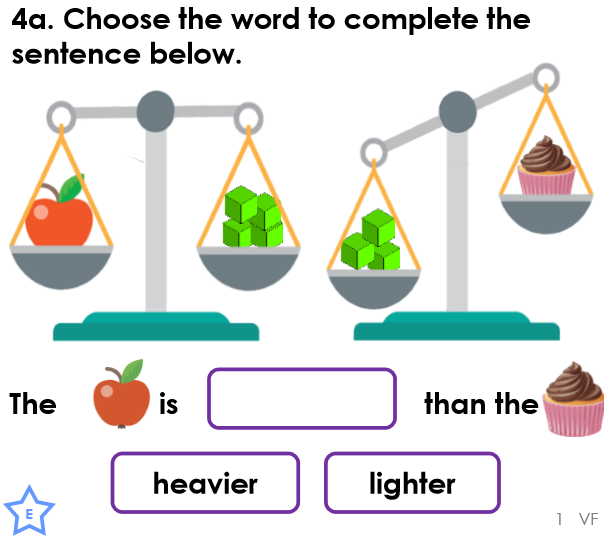 4a. Choose the word to complete the
sentence below.
The is than the
heavier lighter
E
1 VF